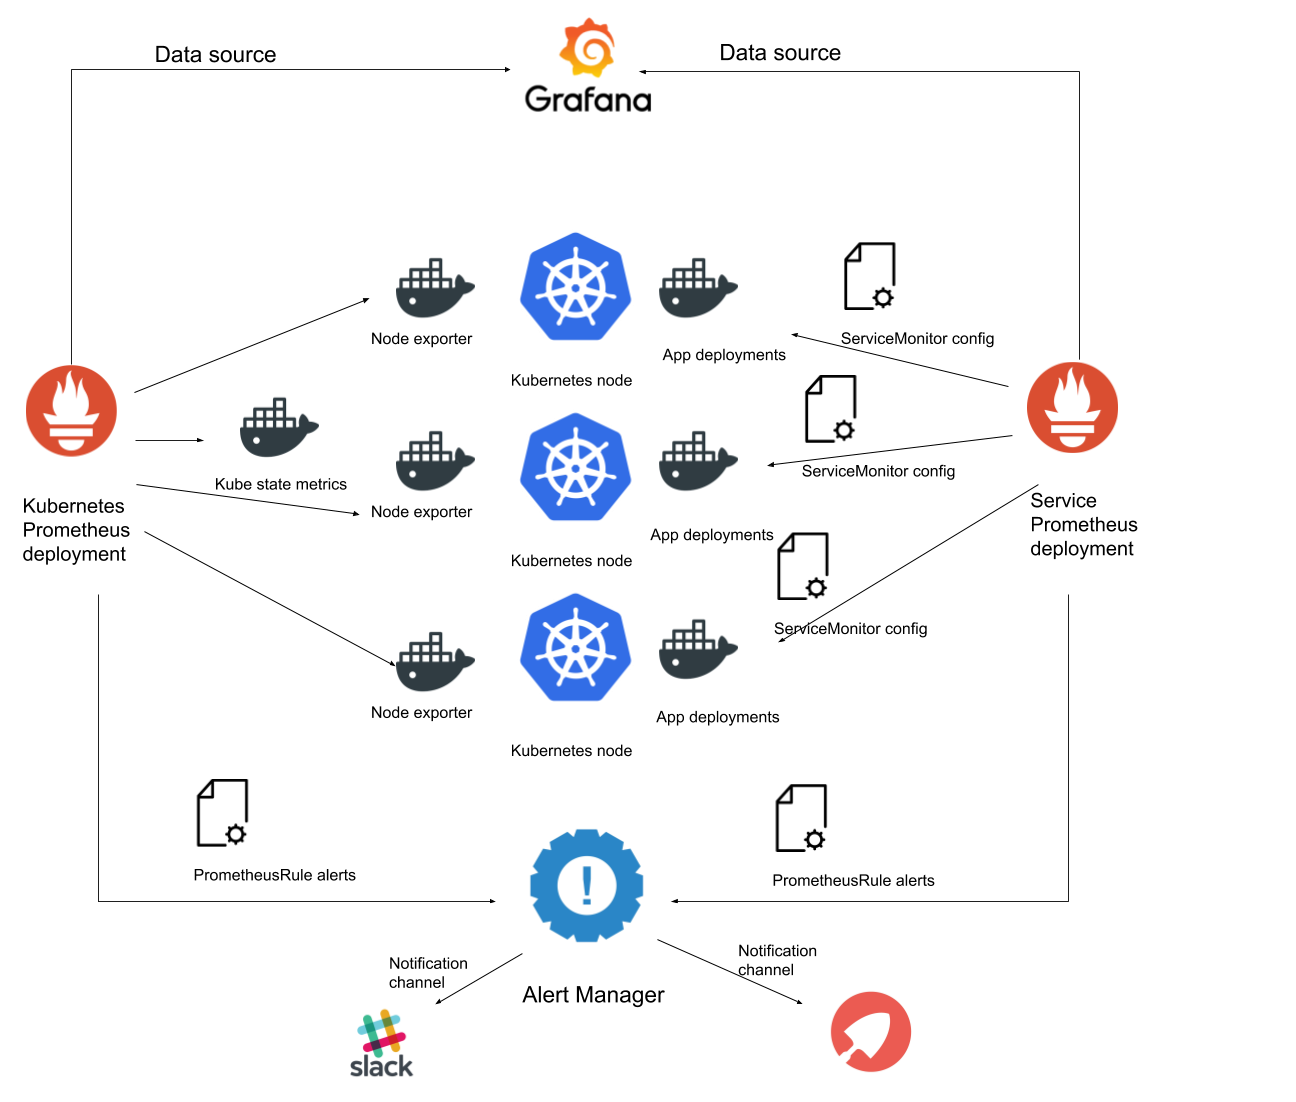 Data source
Data source
Grafana
Node exporter
ServiceMonitor config
App deployments
Kubernetes node
ServiceMonitor config
Kube state metrics
Node exporter
Kubernetes
Prometheus
deployment
Service
Prometheus
deployment
App deployments
Kubernetes node
ServiceMonitor config
Node exporter
App deployments
Kubernetes node
PrometheusRule alerts
PrometheusRule alerts
!
Notification
channel
Notification
channel
Alert Manager
slack